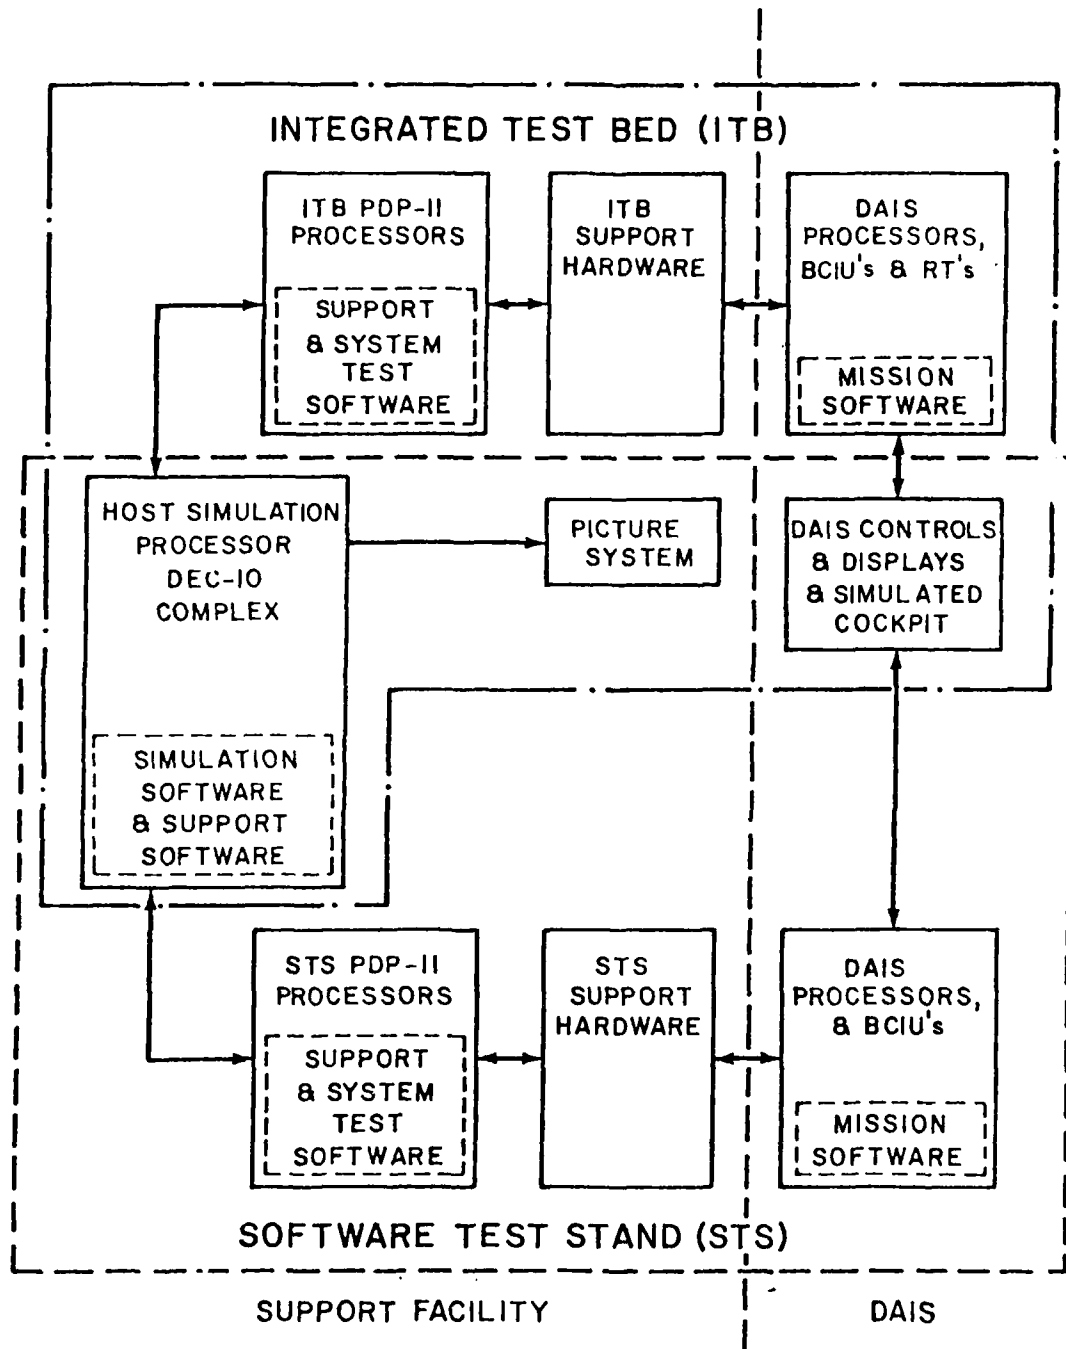 INTEGRATED TEST BED (ITB)
ITB PDP-11
PROCESSORS
SUPPORT
& SYSTEM
TEST
SOFTWARE
ITB
SUPPORT
HARDWARE
DAIS
PROCESSORS,
BCIU's & RT's
MISSION
SOFTWARE
HOST SIMULATION
PROCESSOR
DEC-10
COMPLEX
SIMULATION
SOFTWARE
& SUPPORT
SOFTWARE
PICTURE
SYSTEM
DAIS CONTROLS
& DISPLAYS
& SIMULATED
COCKPIT
STS PDP-11
PROCESSORS
SUPPORT
& SYSTEM
TEST
SOFTWARE
STS
SUPPORT
HARDWARE
DAIS
PROCESSORS,
& BCIU's
MISSION
SOFTWARE
SOFTWARE TEST STAND (STS)
SUPPORT FACILITY
DAIS